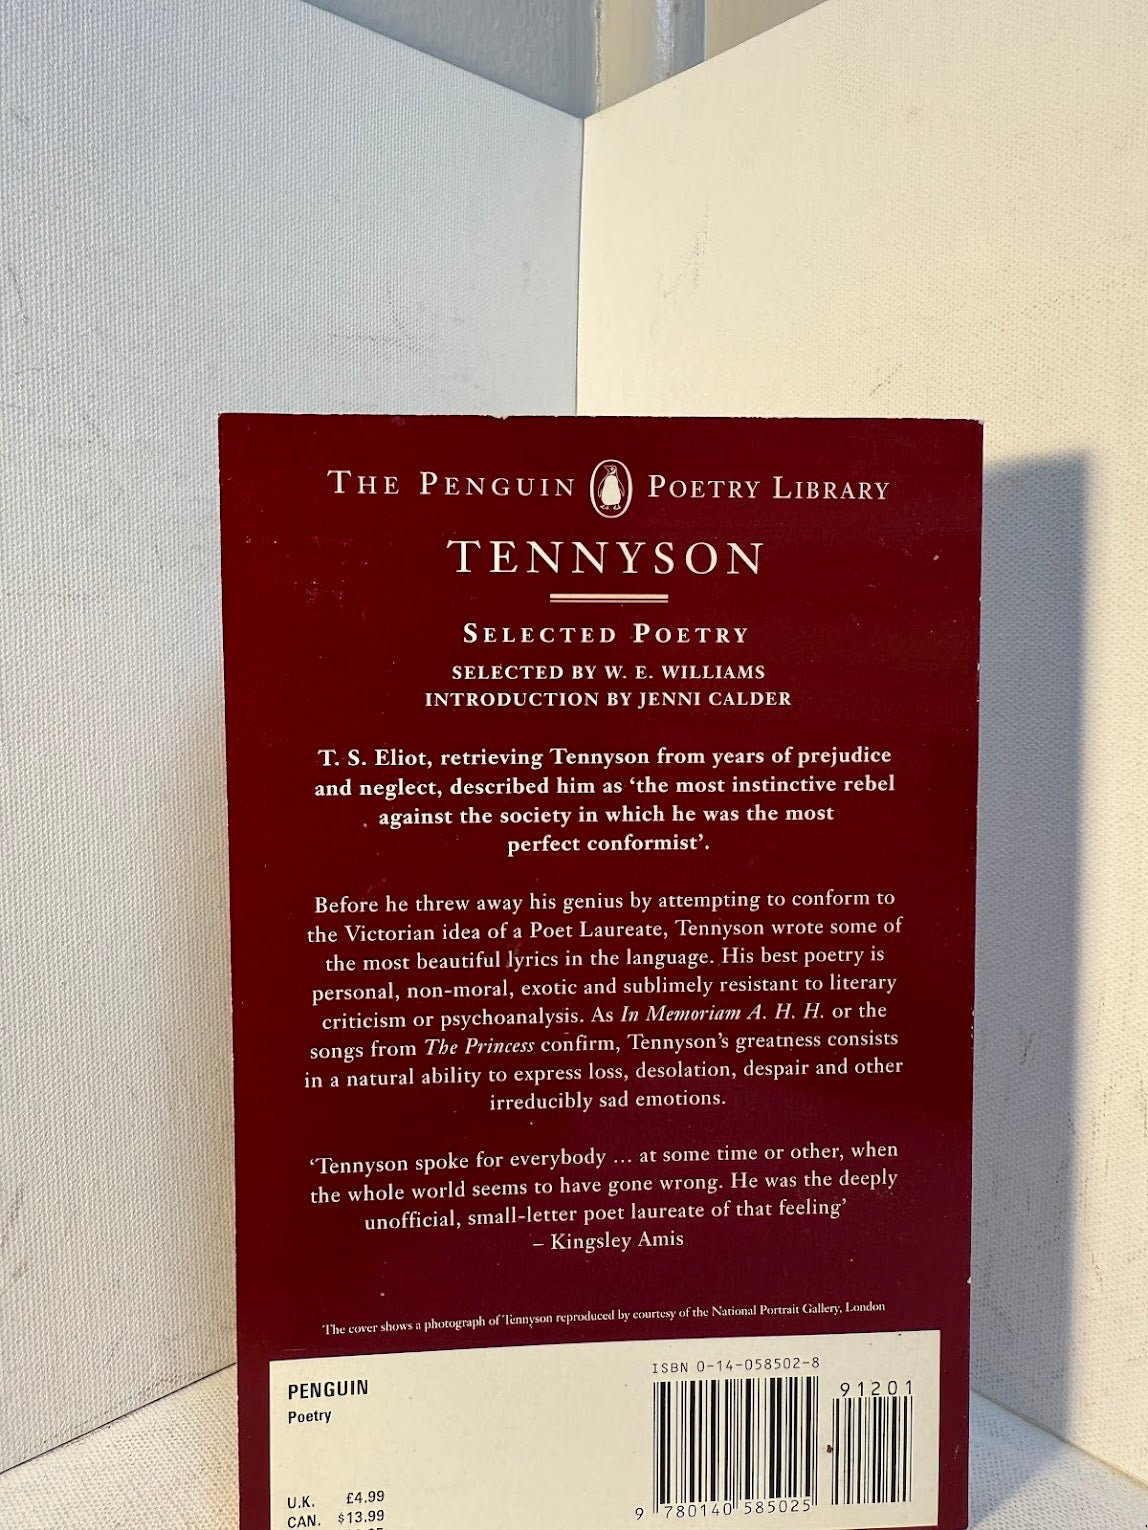 THE PENGUIN POETRY LIBRARY
TENNYSON
SELECTED POETRY
SELECTED BY W. E. WILLIAMS
INTRODUCTION BY JENNI CALDER
T. S. Eliot, retrieving Tennyson from years of prejudice
and neglect, described him as ‘the most instinctive rebel
against the society in which he was the most
perfect conformist’.
Before he threw away his genius by attempting to conform to
the Victorian idea of a Poet Laureate, Tennyson wrote some of
the most beautiful lyrics in the language. His best poetry is
personal, non-moral, exotic and sublimely resistant to literary
criticism or psychoanalysis. As In Memoriam A. H. H. or the
songs from The Princess confirm, Tennyson’s greatness consists
in a natural ability to express loss, desolation, despair and other
irreducibly sad emotions.
‘Tennyson spoke for everybody ... at some time or other, when
the whole world seems to have gone wrong. He was the deeply
unofficial, small-letter poet laureate of that feeling’
– Kingsley Amis
The cover shows a photograph of Tennyson reproduced by courtesy of the National Portrait Gallery, London
PENGUIN
Poetry
U.K. £4.99
CAN. $13.99
ISBN 0-14-058502-8
91201
9 780140 585025